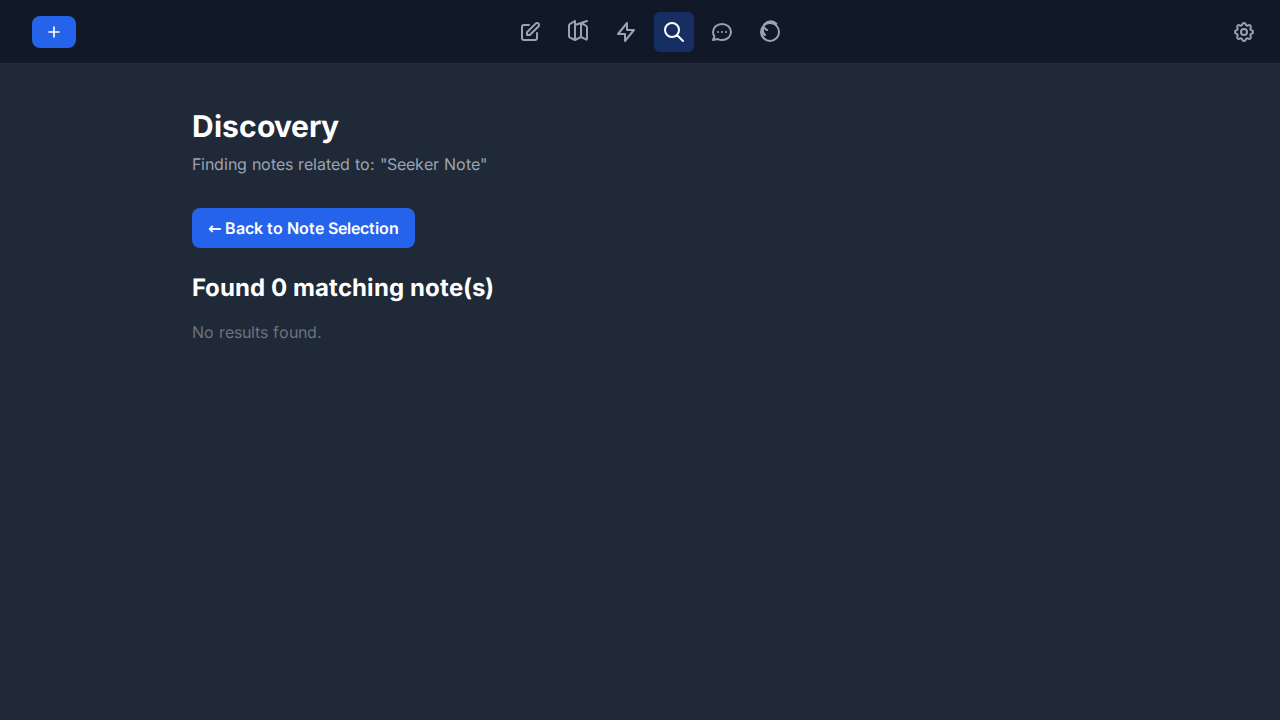 Discovery
Finding notes related to: "Seeker Note"
← Back to Note Selection
Found 0 matching note(s)
No results found.